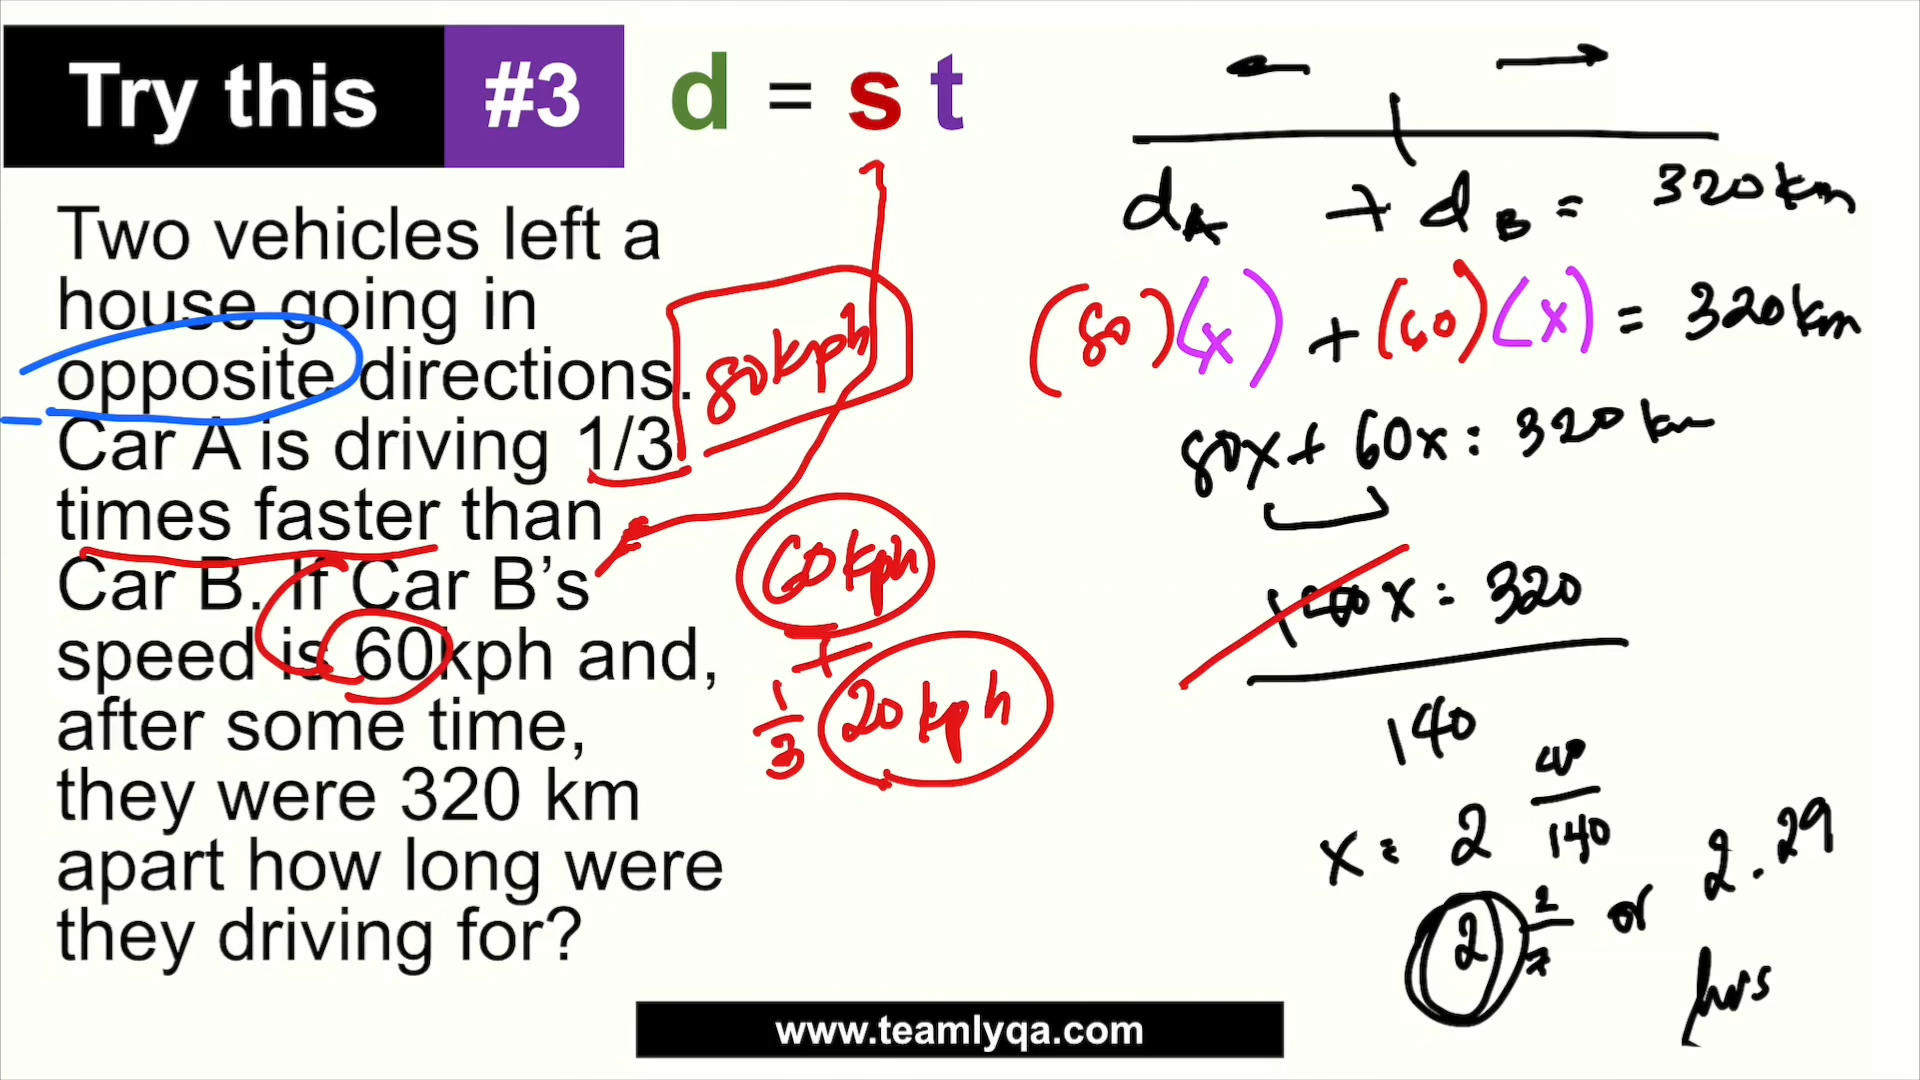 Try this #3 d = s t
Two vehicles left a
house going in
opposite directions.
Car A is driving 1/3
times faster than
Car B. If Car B’s
speed is 60kph and,
after some time,
they were 320 km
apart how long were
they driving for?
80kph
60kph
+
1/3 20kph
dA + dB = 320km
(80)(x) + (60)(x) = 320km
80x + 60x = 320 km
140x = 320
140
x = 2 40/140
2 2/7 or 2.29
hrs
www.teamlyqa.com